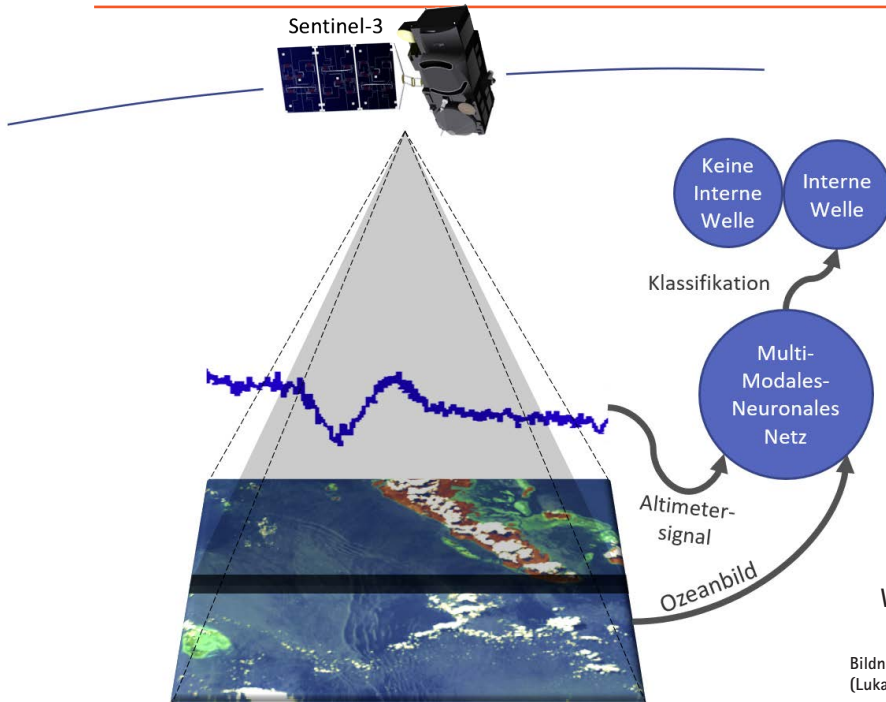 Sentinel-3
Keine
Interne
Welle
Interne
Welle
Klassifikation
Multi-
Modales-
Neuronales
Netz
Altimeter-
signal
Ozeanbild